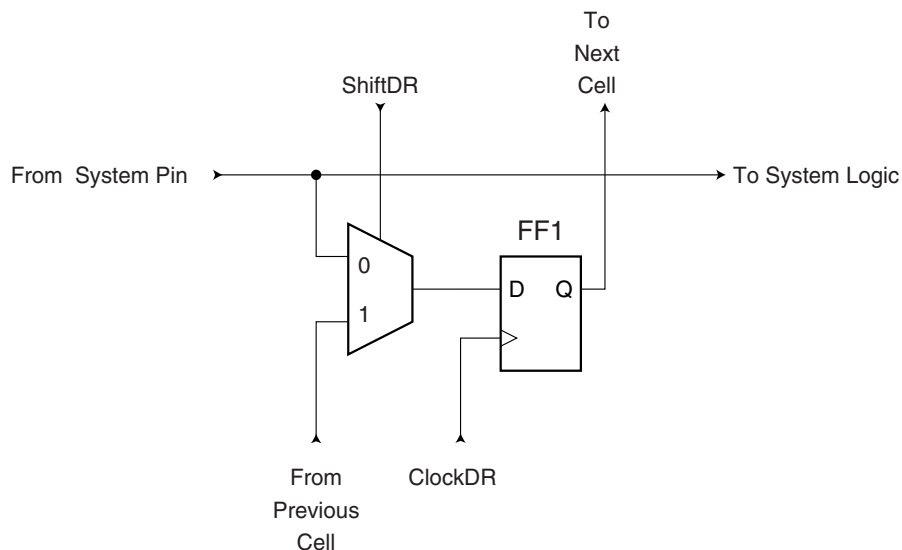 To
Next
Cell
ShiftDR
From System Pin
To System Logic
FF1
0
D Q
1
From
Previous
Cell
ClockDR